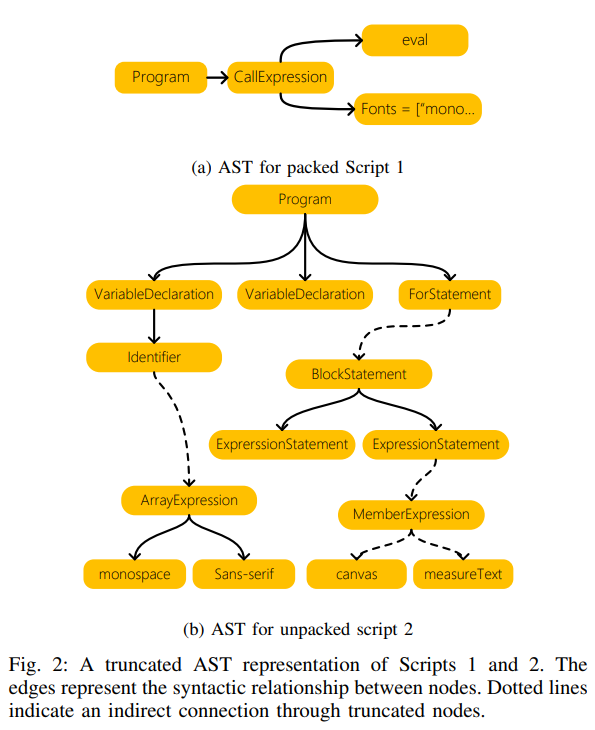 eval
Program
CallExpression
Fonts = ["mono...
(a) AST for packed Script 1
Program
VariableDeclaration
VariableDeclaration
ForStatement
Identifier
BlockStatement
ExprerssionStatement
ExpressionStatement
ArrayExpression
MemberExpression
monospace
Sans-serif
canvas
measureText
(b) AST for unpacked script 2
Fig. 2: A truncated AST representation of Scripts 1 and 2. The
edges represent the syntactic relationship between nodes. Dotted lines
indicate an indirect connection through truncated nodes.